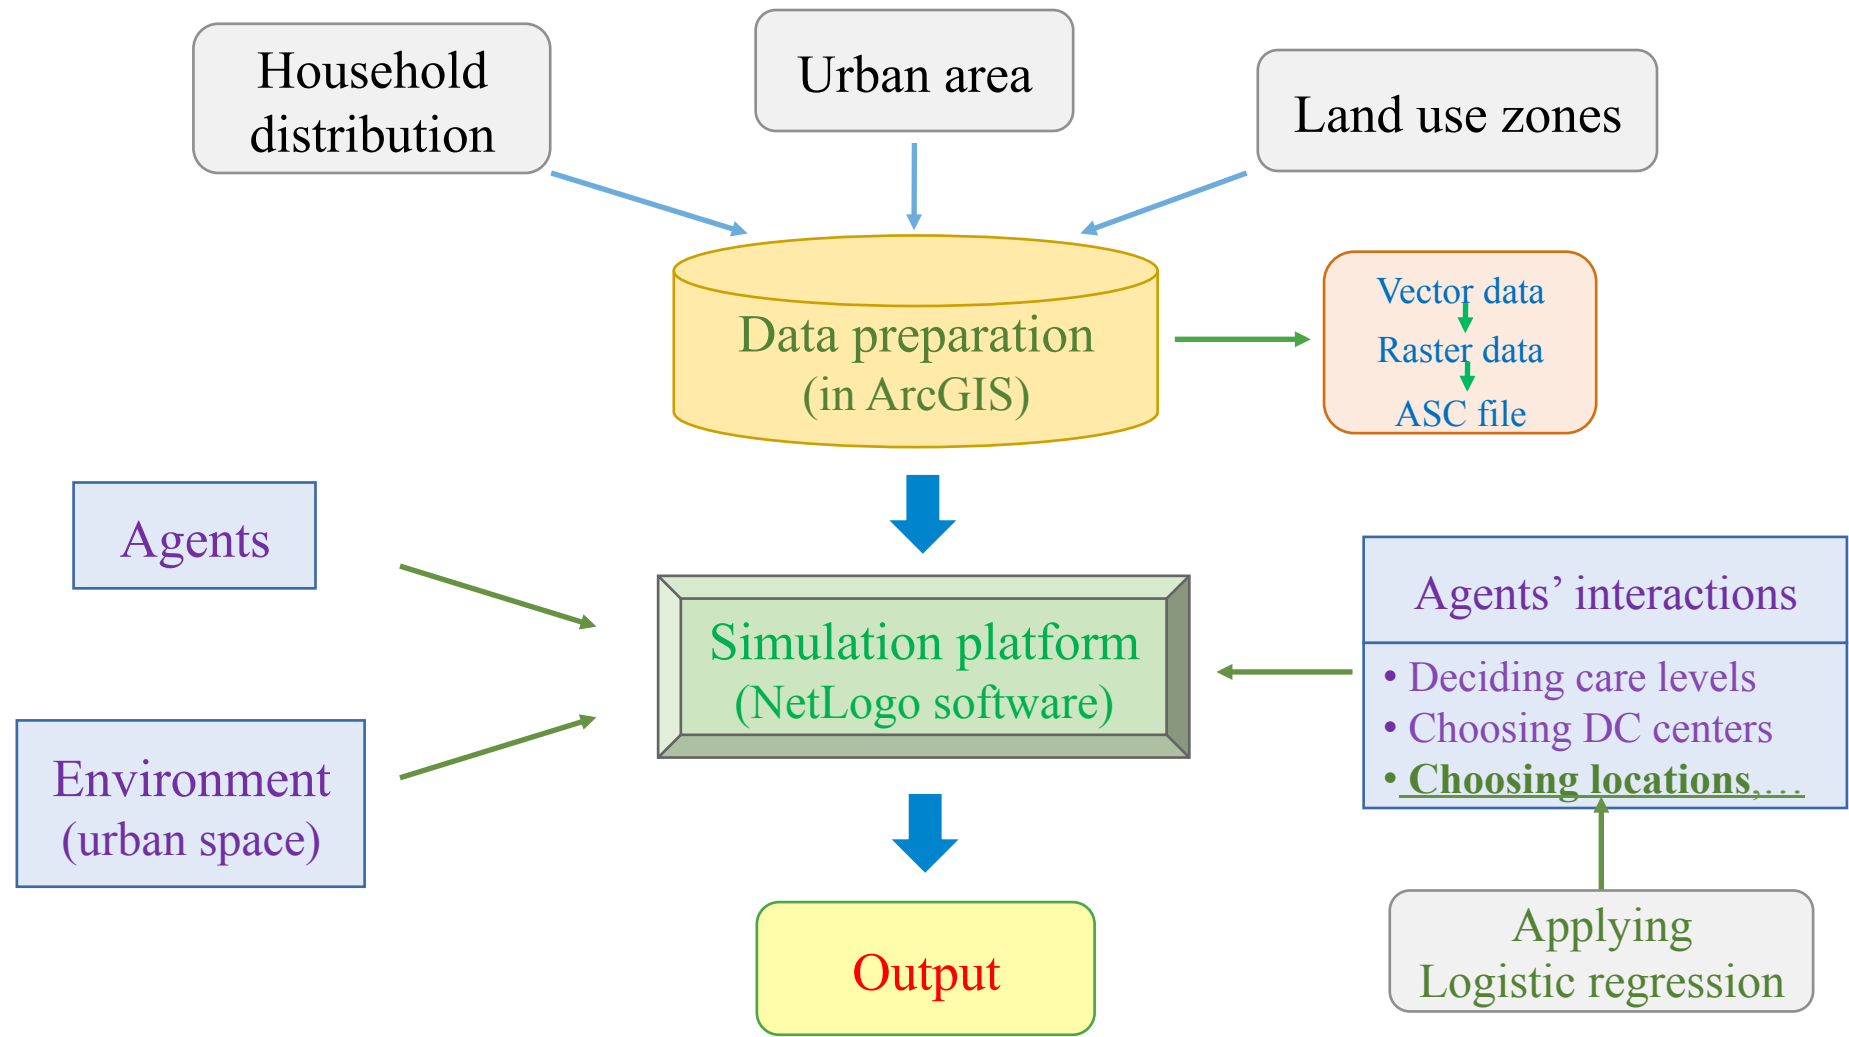 Household
distribution
Urban area
Land use zones
Data preparation
(in ArcGIS)
Vector data
Raster data
ASC file
Agents
Environment
(urban space)
Simulation platform
(NetLogo software)
Agents’ interactions
• Deciding care levels
• Choosing DC centers
• Choosing locations,…
Applying
Logistic regression
Output